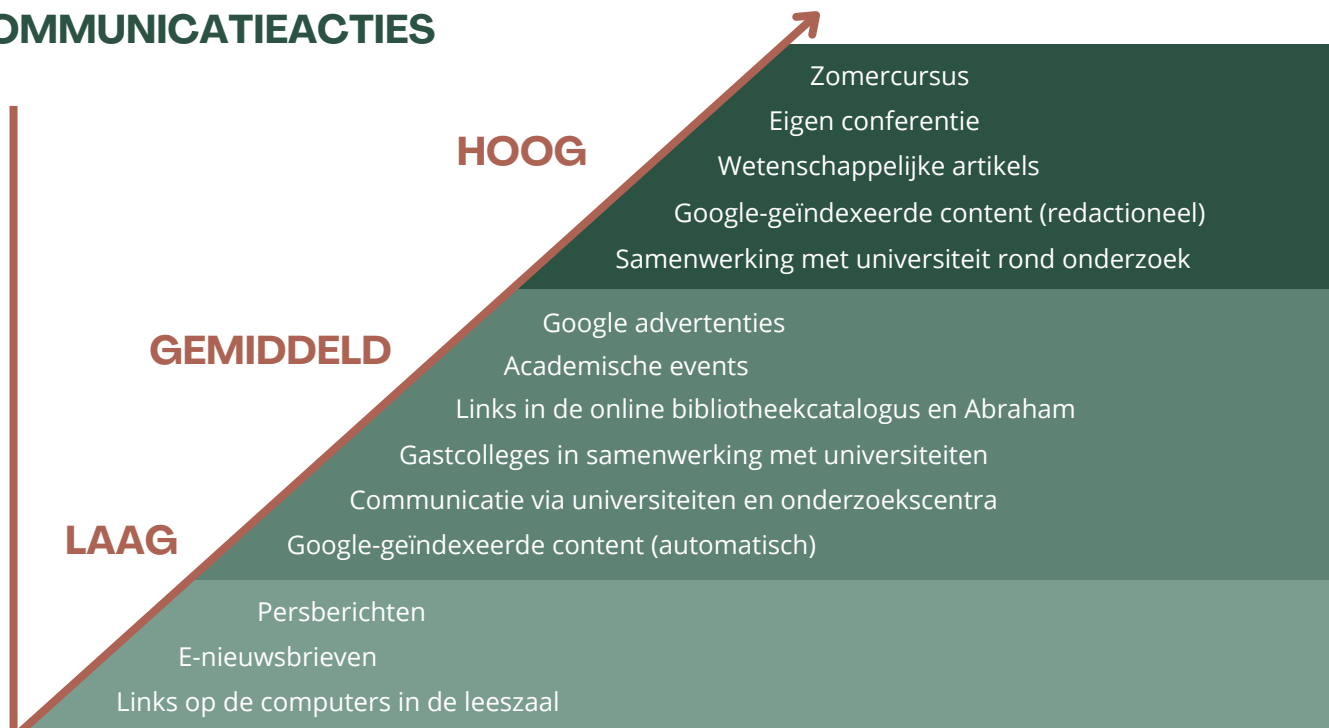 OMMUNICATIEACTIES
Zomercursus
Eigen conferentie
HOOG
Wetenschappelijke artikels
Google-geïndexeerde content (redactioneel)
Samenwerking met universiteit rond onderzoek
Google advertenties
GEMIDDELD
Academische events
Links in de online bibliotheekcatalogus en Abraham
Gastcolleges in samenwerking met universiteiten
Communicatie via universiteiten en onderzoekscentra
LAAG
Google-geïndexeerde content (automatisch)
Persberichten
E-nieuwsbrieven
Links op de computers in de leeszaal